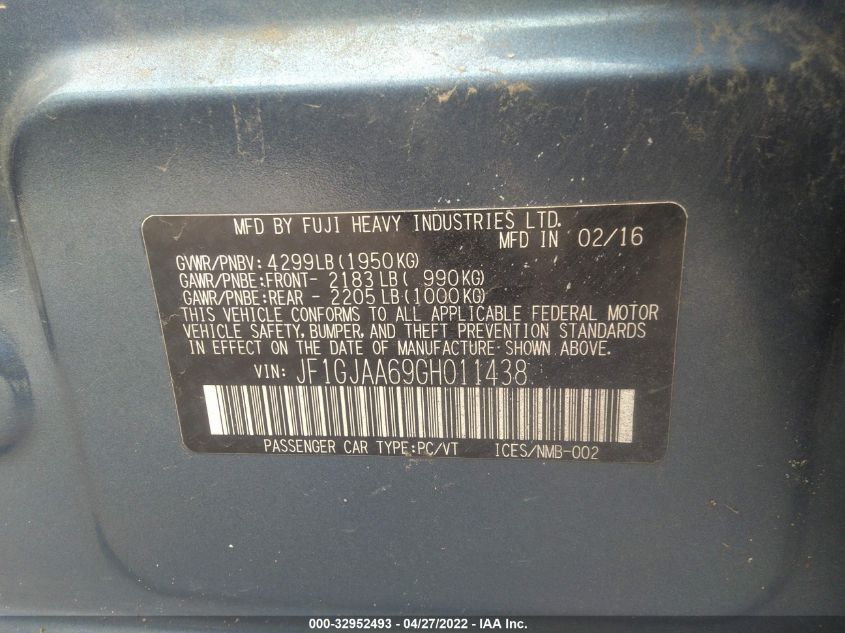 MFD BY FUJI HEAVY INDUSTRIES LTD.
MFD IN 02/16
GVWR/PNBV: 4299LB(1950KG)
GAWR/PNBE:FRONT- 2183LB( 990KG)
GAWR/PNBE:REAR - 2205LB(1000KG)
THIS VEHICLE CONFORMS TO ALL APPLICABLE FEDERAL MOTOR
VEHICLE SAFETY, BUMPER, AND THEFT PREVENTION STANDARDS
IN EFFECT ON THE DATE OF MANUFACTURE SHOWN ABOVE.
VIN: JF1GJAA69GH011438
PASSENGER CAR TYPE:PC/VT ICES/NMB-002
000-32952493 - 04/27/2022 - IAA Inc.